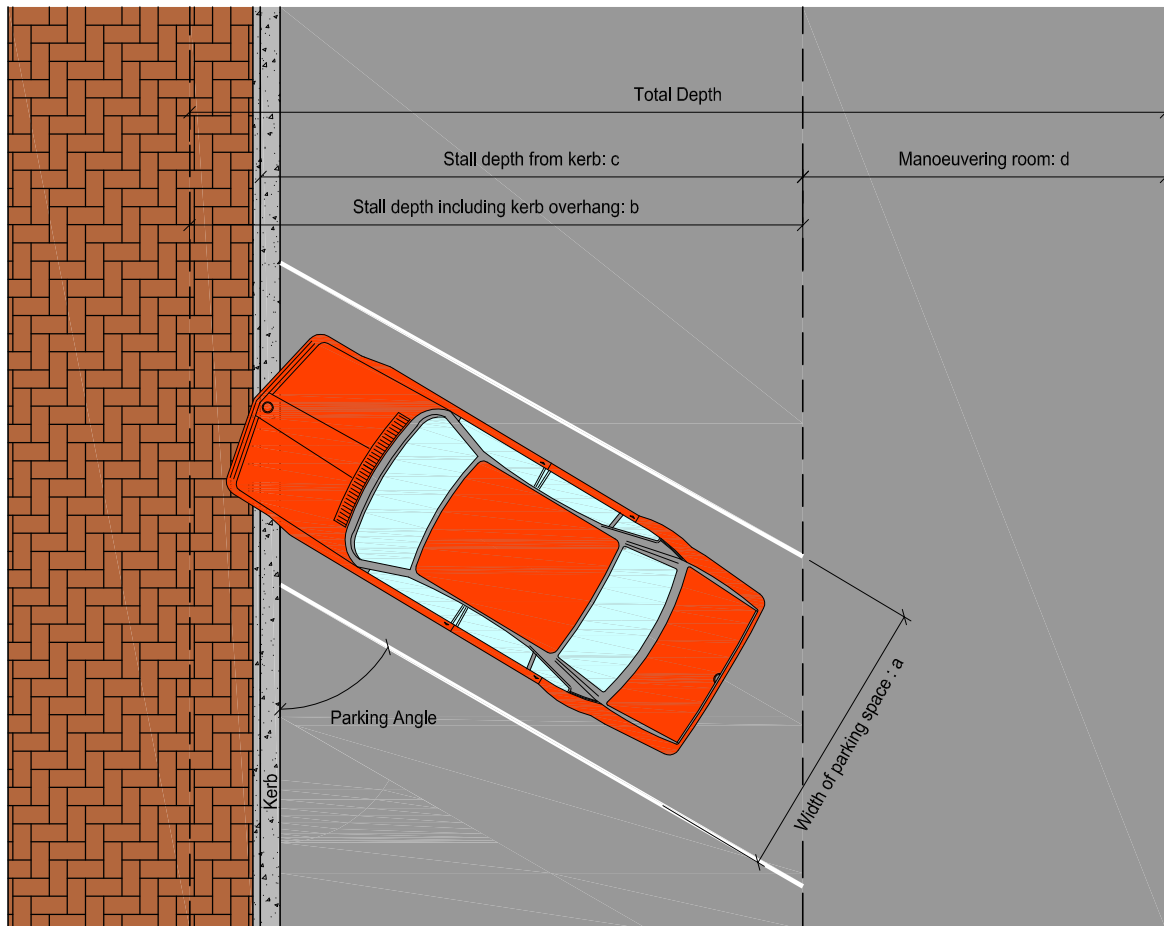 Total Depth
Stall depth from kerb: c
Manoeuvering room: d
Stall depth including kerb overhang: b
Parking Angle
Width of parking space : a
Kerb